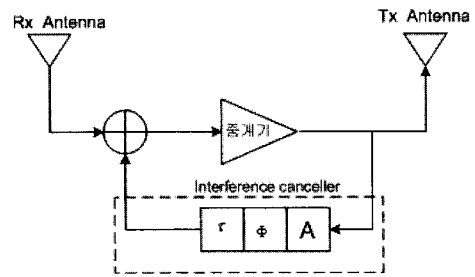 Rx Antenna
Tx Antenna
중계기
Interference canceller
τ Φ A